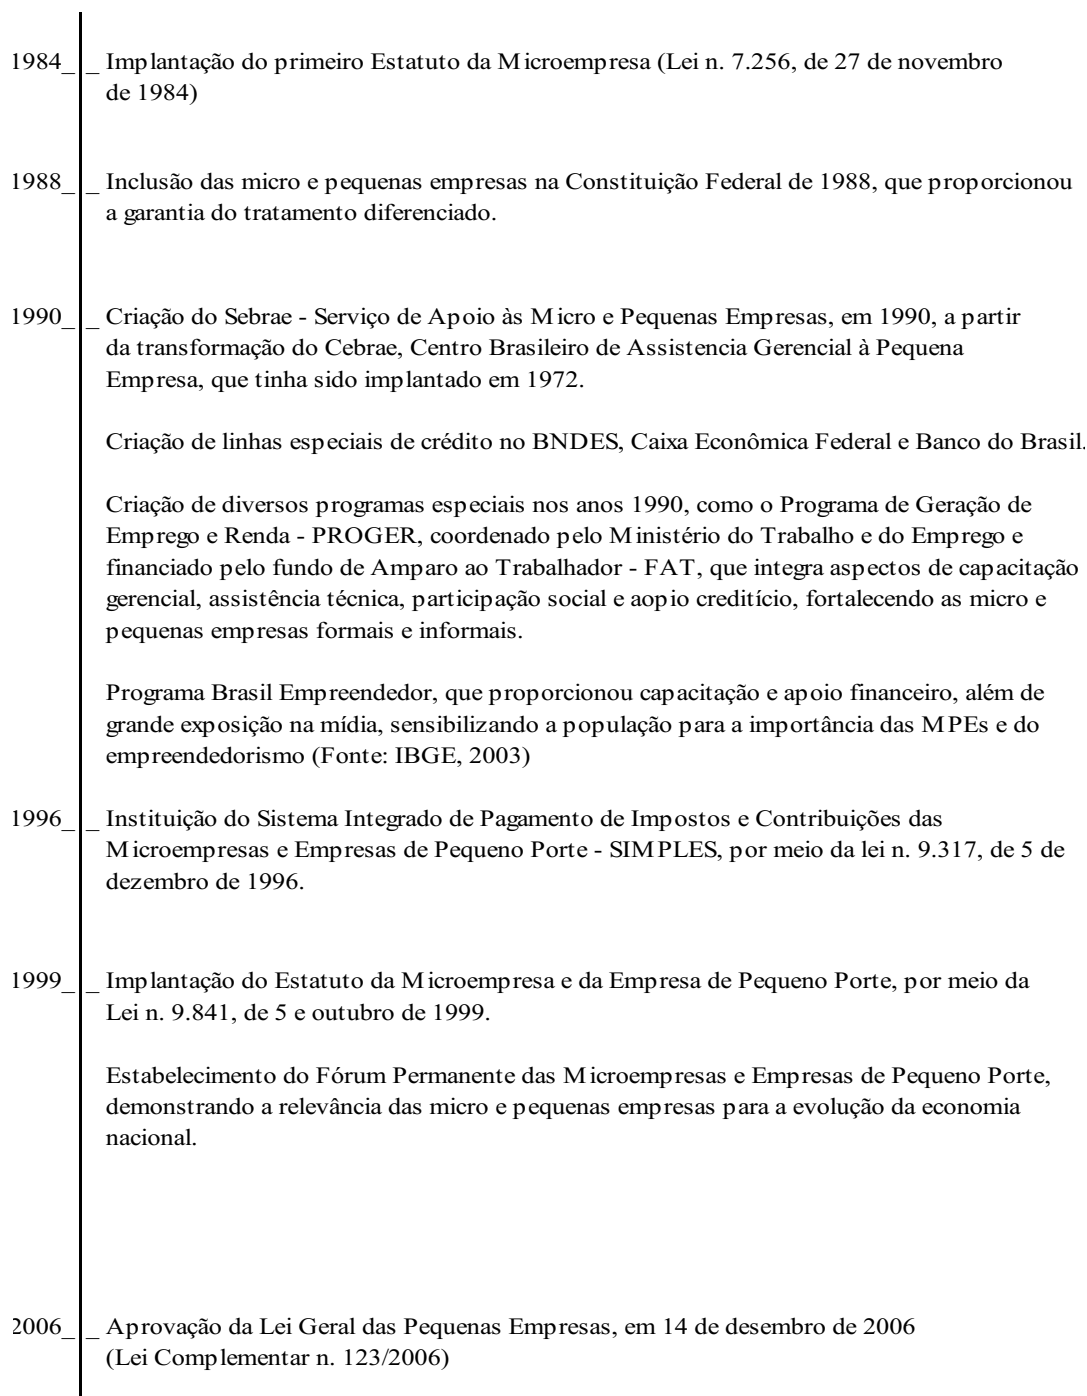 1984_ _ Implantação do primeiro Estatuto da Microempresa (Lei n. 7.256, de 27 de novembro
de 1984)
1988_ _ Inclusão das micro e pequenas empresas na Constituição Federal de 1988, que proporcionou
a garantia do tratamento diferenciado.
1990_ _ Criação do Sebrae - Serviço de Apoio às Micro e Pequenas Empresas, em 1990, a partir
da transformação do Cebrae, Centro Brasileiro de Assistencia Gerencial à Pequena
Empresa, que tinha sido implantado em 1972.
Criação de linhas especiais de crédito no BNDES, Caixa Econômica Federal e Banco do Brasil.
Criação de diversos programas especiais nos anos 1990, como o Programa de Geração de
Emprego e Renda - PROGER, coordenado pelo Ministério do Trabalho e do Emprego e
financiado pelo fundo de Amparo ao Trabalhador - FAT, que integra aspectos de capacitação
gerencial, assistência técnica, participação social e aopio creditício, fortalecendo as micro e
pequenas empresas formais e informais.
Programa Brasil Empreendedor, que proporcionou capacitação e apoio financeiro, além de
grande exposição na mídia, sensibilizando a população para a importância das MPEs e do
empreendedorismo (Fonte: IBGE, 2003)
1996_ _ Instituição do Sistema Integrado de Pagamento de Impostos e Contribuições das
Microempresas e Empresas de Pequeno Porte - SIMPLES, por meio da lei n. 9.317, de 5 de
dezembro de 1996.
1999_ _ Implantação do Estatuto da Microempresa e da Empresa de Pequeno Porte, por meio da
Lei n. 9.841, de 5 e outubro de 1999.
Estabelecimento do Fórum Permanente das Microempresas e Empresas de Pequeno Porte,
demonstrando a relevância das micro e pequenas empresas para a evolução da economia
nacional.
2006_ _ Aprovação da Lei Geral das Pequenas Empresas, em 14 de desembro de 2006
(Lei Complementar n. 123/2006)